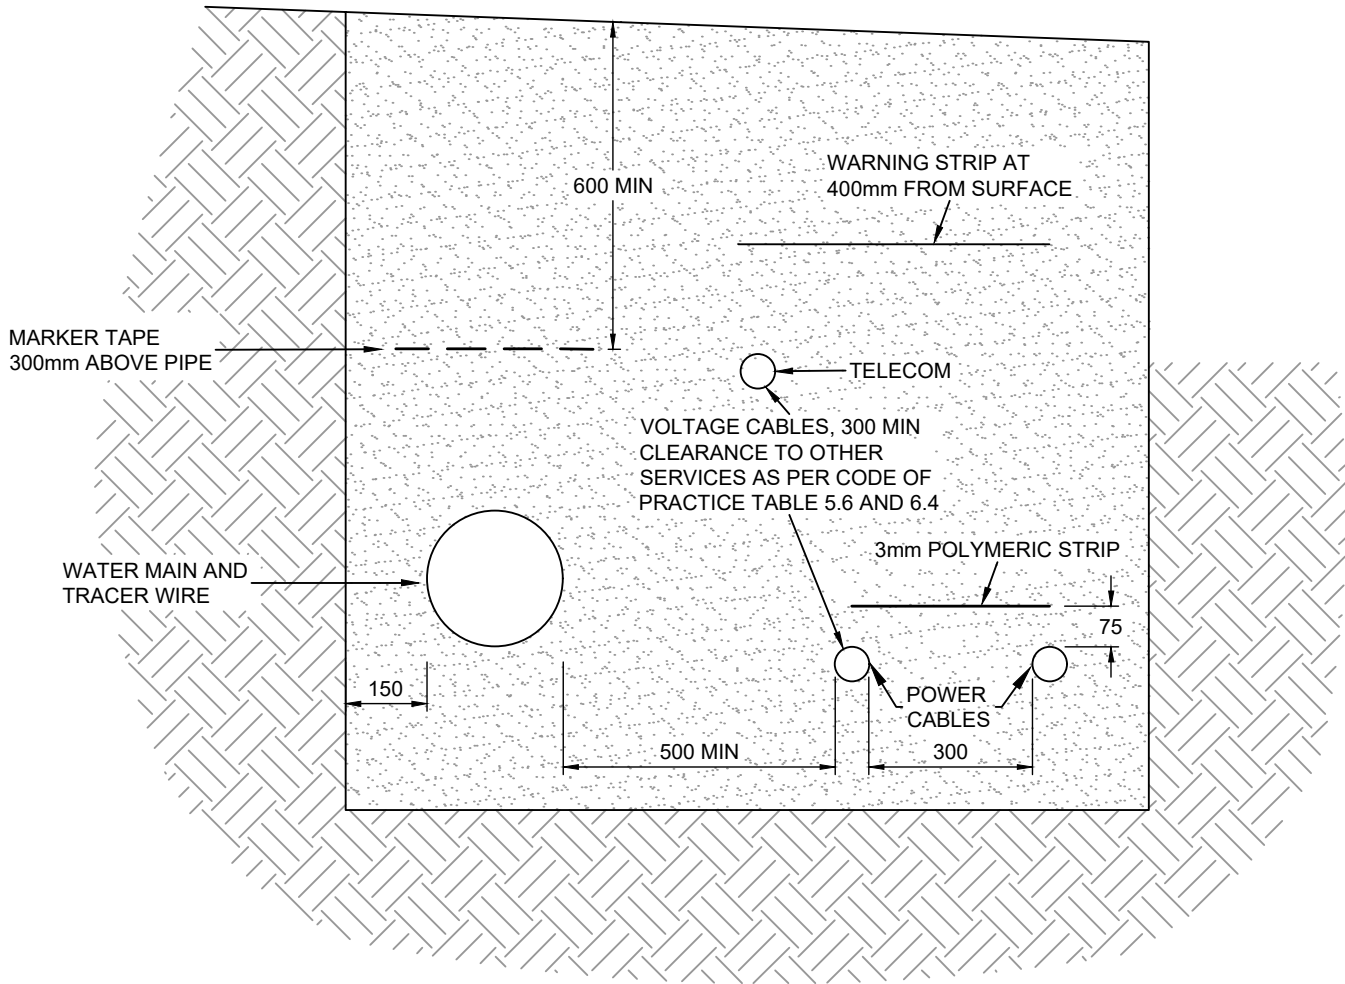 WARNING STRIP AT
400mm FROM SURFACE
600 MIN
MARKER TAPE
300mm ABOVE PIPE
TELECOM
VOLTAGE CABLES, 300 MIN
CLEARANCE TO OTHER
SERVICES AS PER CODE OF
PRACTICE TABLE 5.6 AND 6.4
3mm POLYMERIC STRIP
WATER MAIN AND
TRACER WIRE
75
150
POWER
CABLES
500 MIN
300